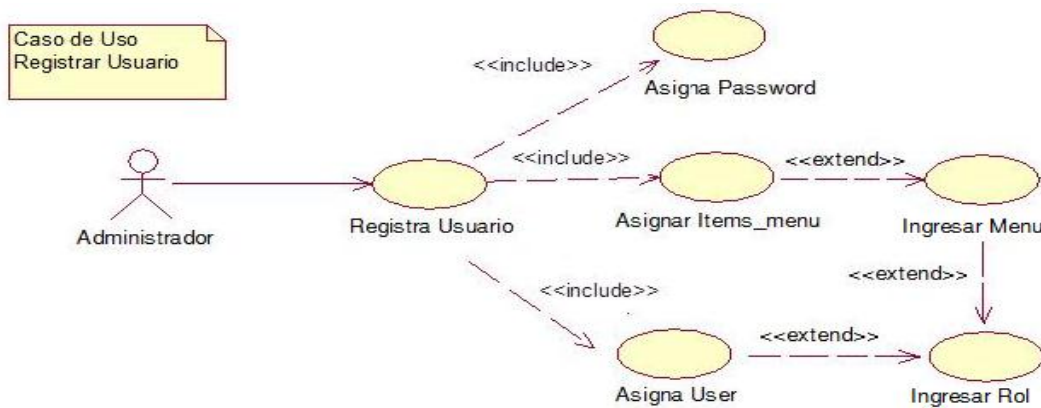 Caso de Uso
Registrar Usuario
<<include>>
Asigna Password
<<include>>
<<extend>>
Administrador
Registra Usuario
Asignar Items_menu
Ingresar Menu
<<extend>>
<<include>>
<<extend>>
Asigna User
Ingresar Rol